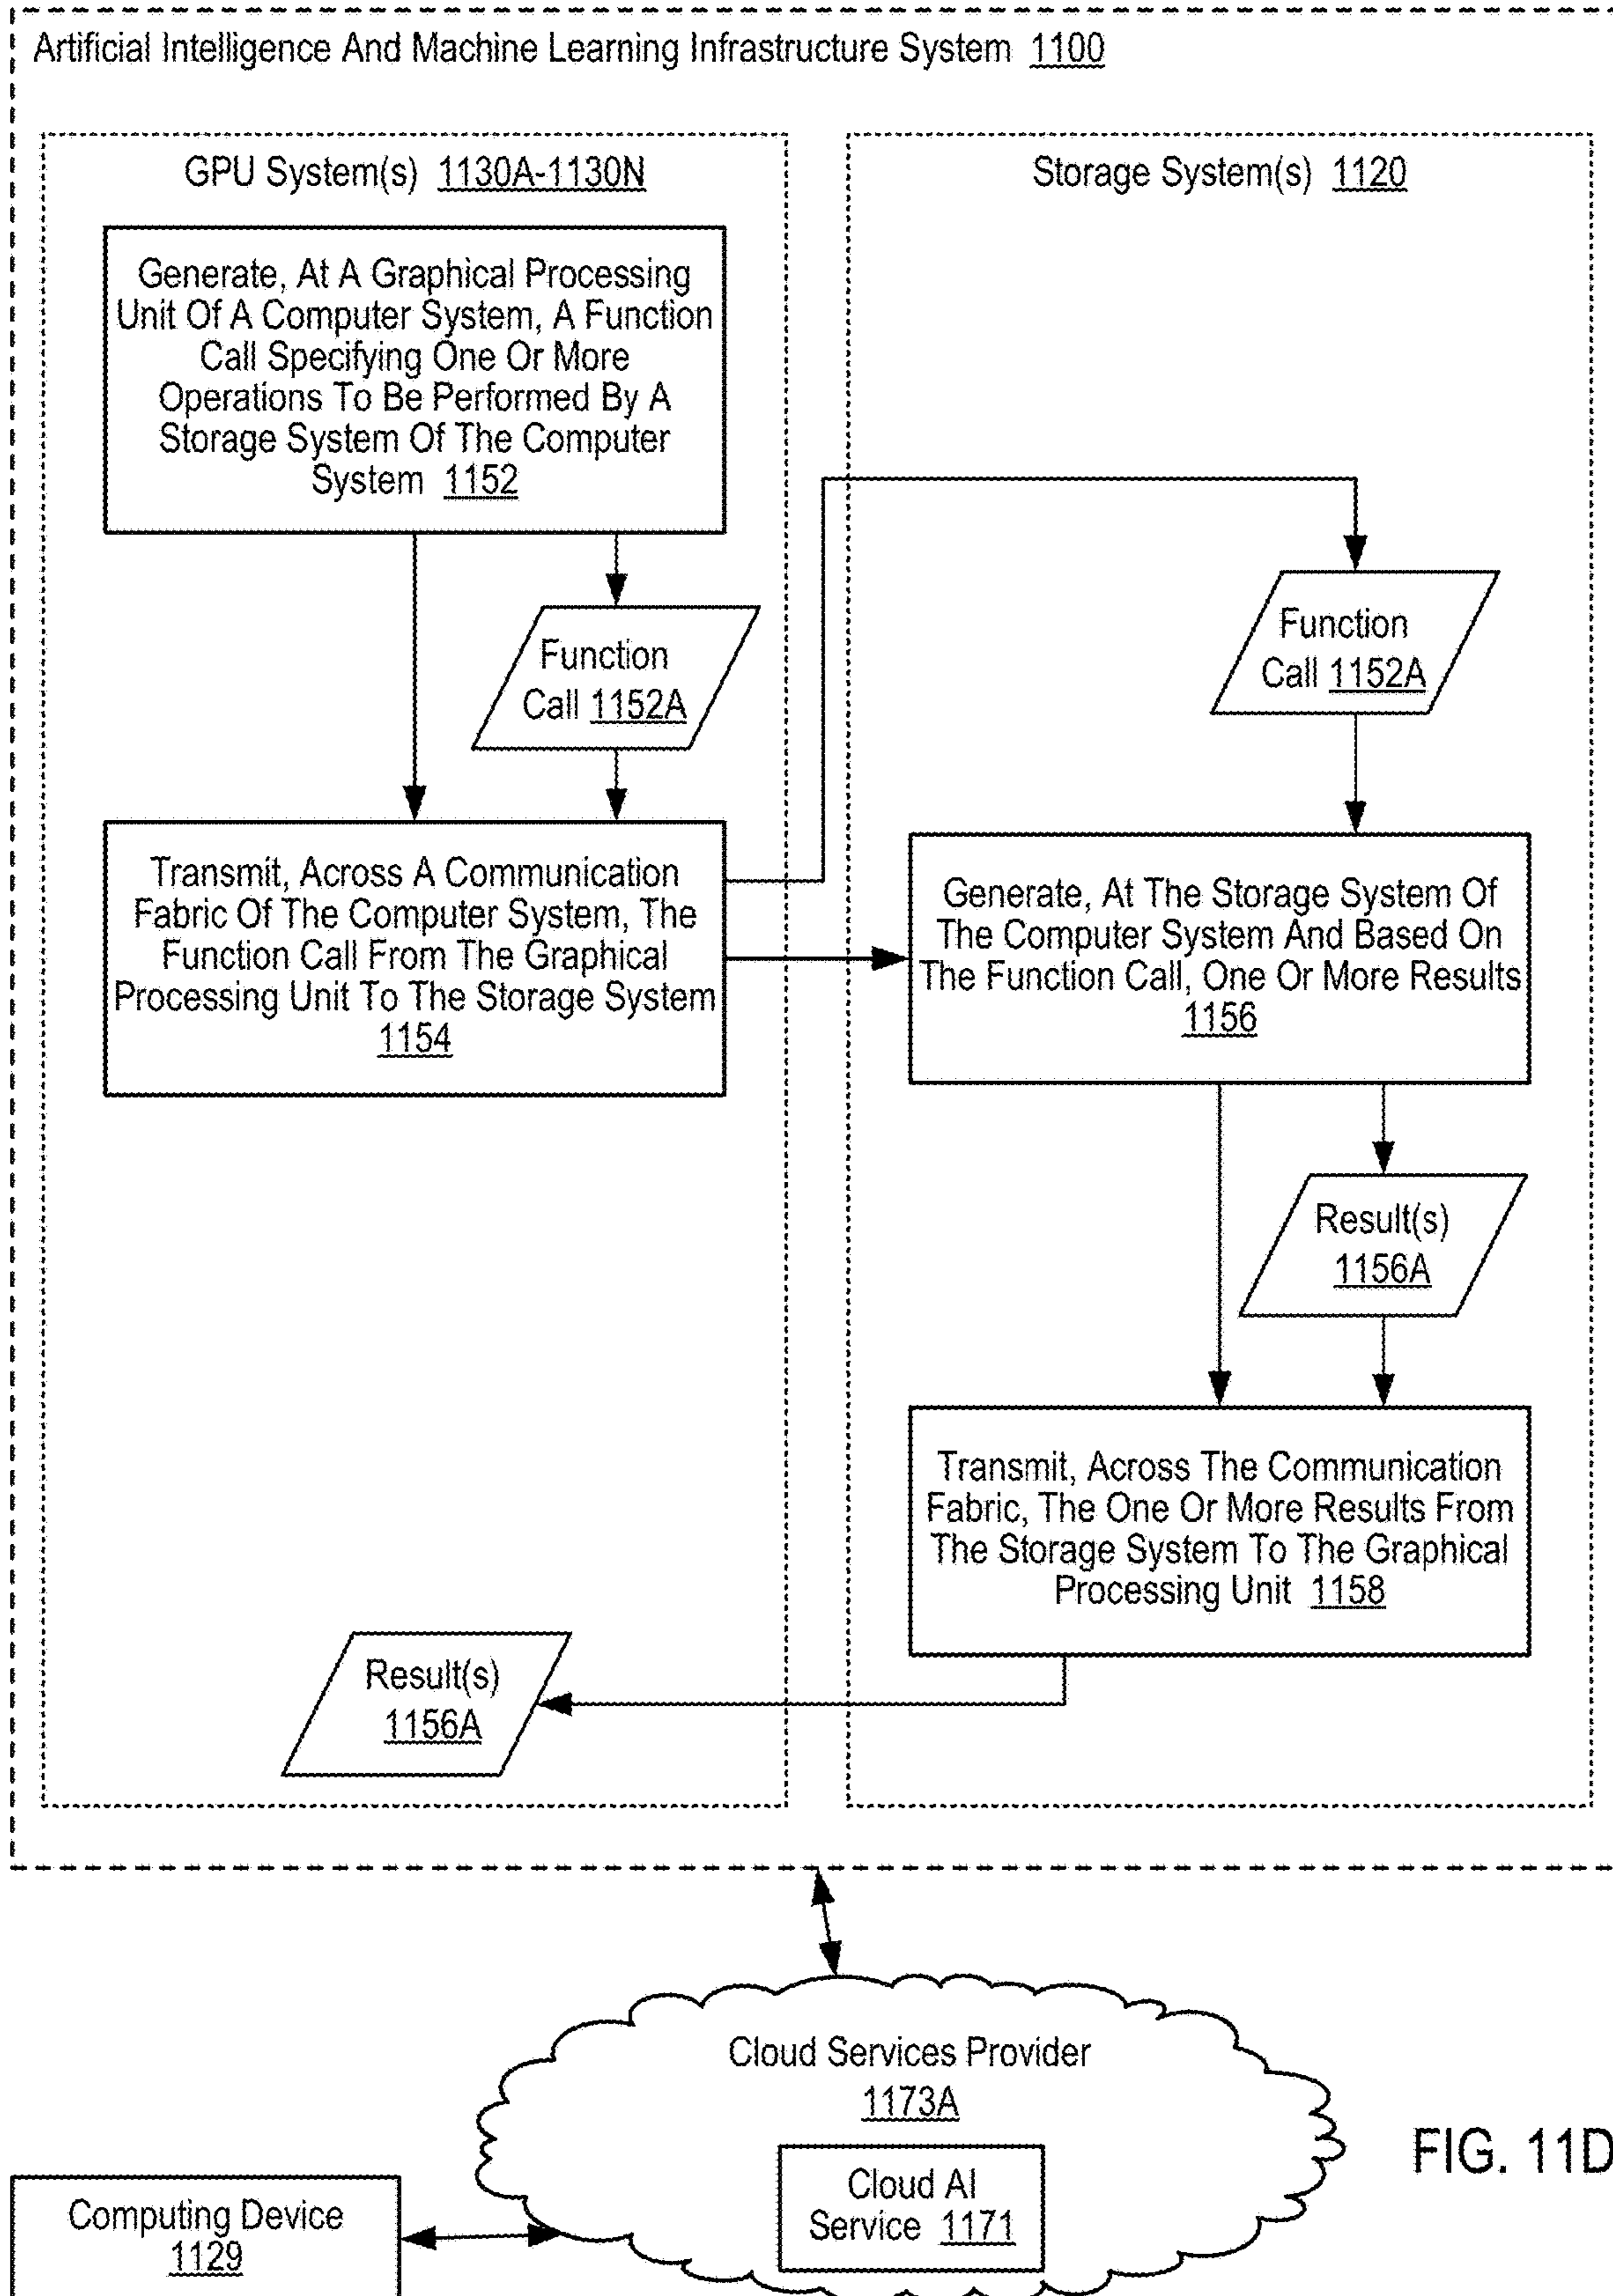 Artificial Intelligence And Machine Learning Infrastructure System 1100
GPU System(s) 1130A-1130N
Generate, At A Graphical Processing
Unit Of A Computer System, A Function
Call Specifying One Or More
Operations To Be Performed By A
Storage System Of The Computer
System 1152
Function
Call 1152A
Transmit, Across A Communication
Fabric Of The Computer System, The
Function Call From The Graphical
Processing Unit To The Storage System
1154
Storage System(s) 1120
Function
Call 1152A
Generate, At The Storage System Of
The Computer System And Based On
The Function Call, One Or More Results
1156
Result(s)
1156A
Transmit, Across The Communication
Fabric, The One Or More Results From
The Storage System To The Graphical
Processing Unit 1158
Result(s)
1156A
Cloud Services Provider
1173A
Cloud AI
Service 1171
Computing Device
1129
FIG. 11D